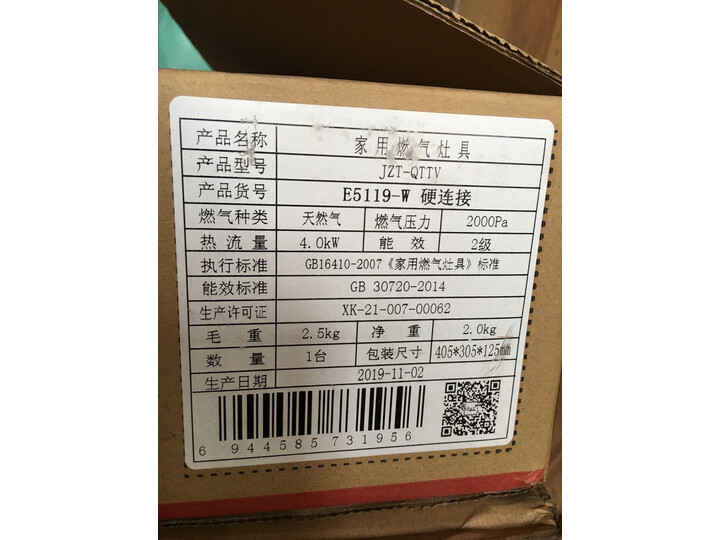 产品名称 家用燃气灶具
产品型号 JZT-QTTV
产品货号 E5119-W 硬连接
燃气种类 天然气 燃气压力 2000Pa
热流量 4.0kW 能效 2级
执行标准 GB16410-2007《家用燃气灶具》标准
能效标准 GB 30720-2014
生产许可证 XK-21-007-00062
毛重 2.5kg 净重 2.0kg
数量 1台 包装尺寸 405*305*125mm
生产日期 2019-11-02
6 944585 731956